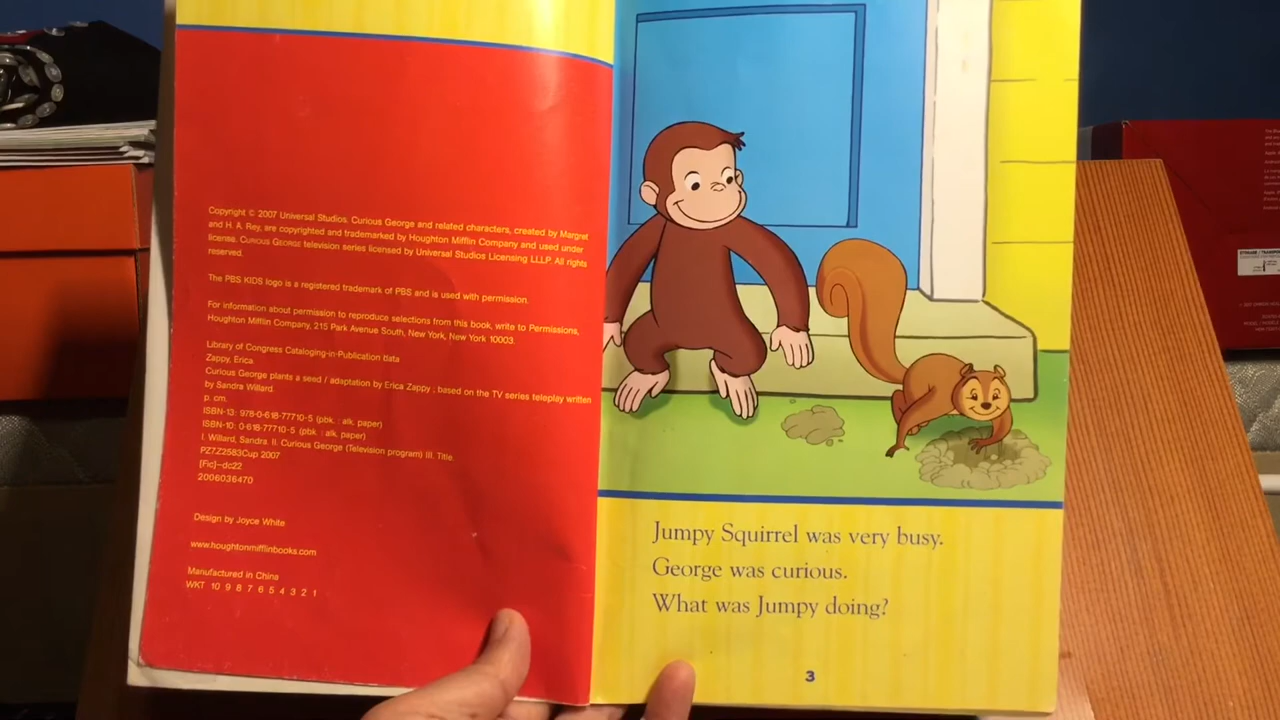 Copyright © 2007 Universal Studios. Curious George and related characters, created by Margret
and H. A. Rey, are copyrighted and trademarked by Houghton Mifflin Company and used under
license. CURIOUS GEORGE television series licensed by Universal Studios Licensing LLLP. All rights
reserved.
The PBS KIDS logo is a registered trademark of PBS and is used with permission.
For information about permission to reproduce selections from this book, write to Permissions,
Houghton Mifflin Company, 215 Park Avenue South, New York, New York 10003.
Library of Congress Cataloging-in-Publication Data
Zappy, Erica.
Curious George plants a seed / adaptation by Erica Zappy ; based on the TV series teleplay written
by Sandra Willard.
p. cm.
ISBN-13: 978-0-618-77710-5 (pbk. : alk. paper)
ISBN-10: 0-618-77710-5 (pbk. : alk. paper)
I. Willard, Sandra. II. Curious George (Television program) III. Title.
PZ7.Z2583Cup 2007
[Fic]—dc22
2006036470
Design by Joyce White
www.houghtonmifflinbooks.com
Manufactured in China
WKT 10 9 8 7 6 5 4 3 2 1
Jumpy Squirrel was very busy.
George was curious.
What was Jumpy doing?
3